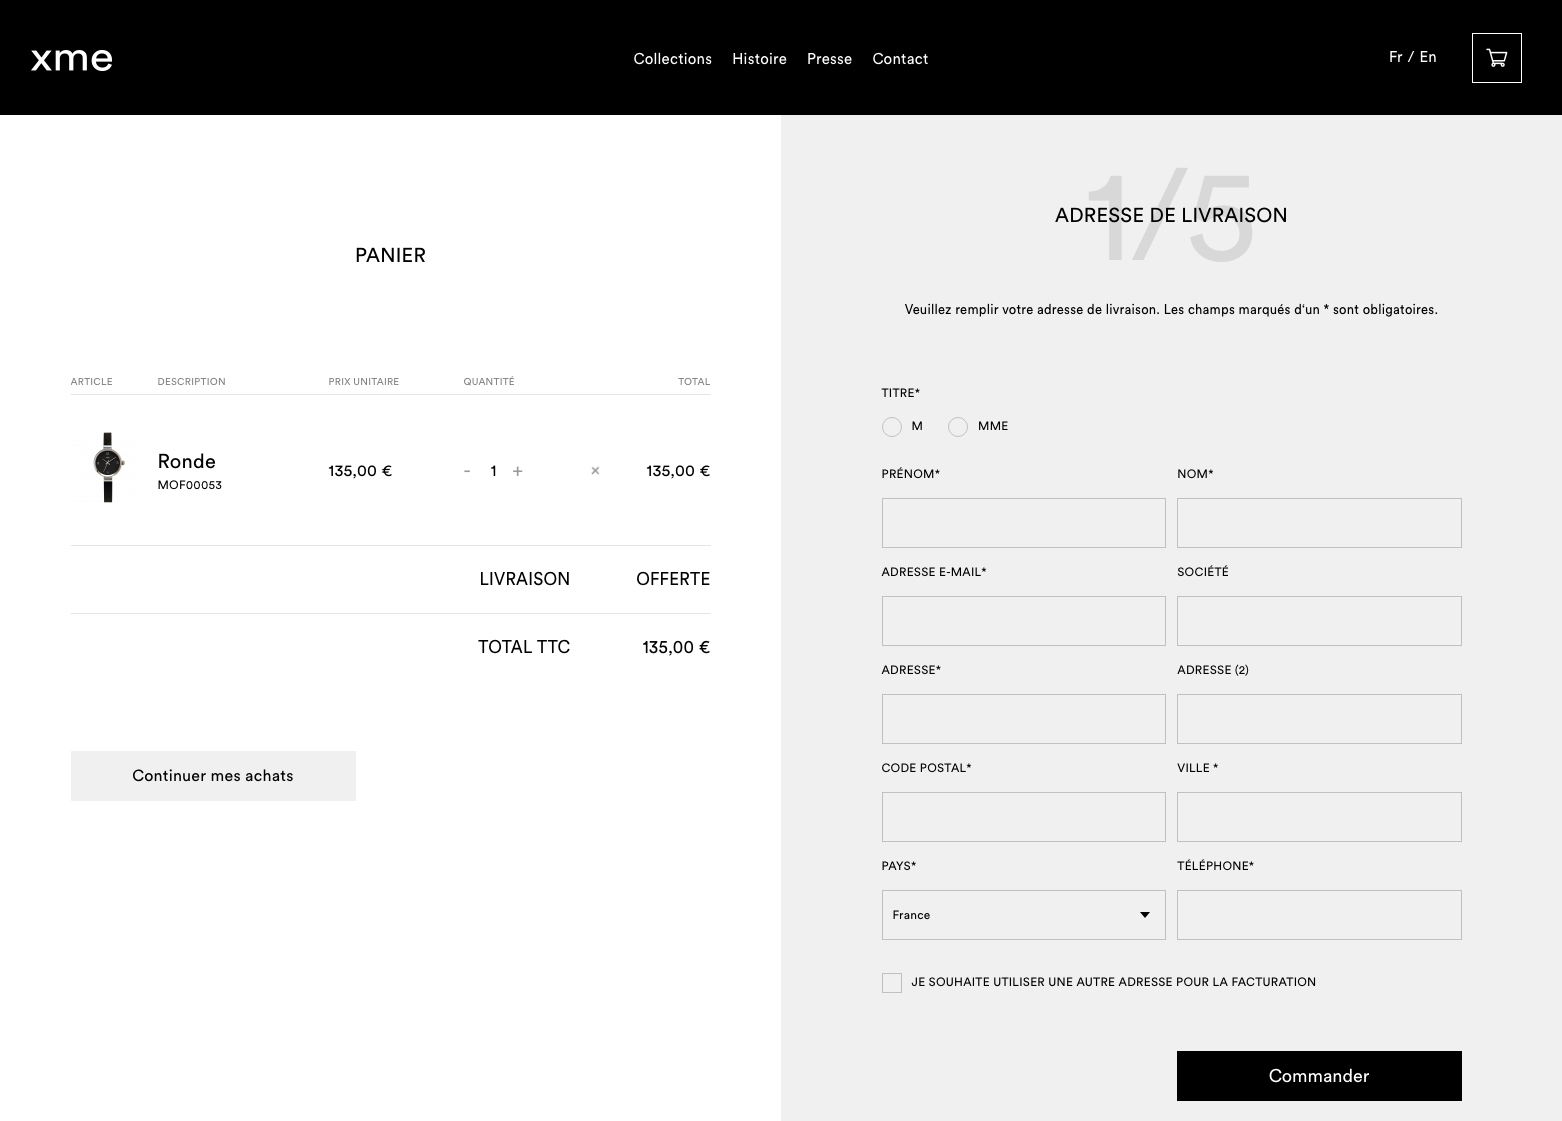 xme
Collections Histoire Presse Contact
Fr / En
PANIER
ARTICLE DESCRIPTION PRIX UNITAIRE QUANTITÉ TOTAL
Ronde
MOF00053
135,00 € - 1 + × 135,00 €
LIVRAISON OFFERTE
TOTAL TTC 135,00 €
Continuer mes achats
1/5
ADRESSE DE LIVRAISON
Veuillez remplir votre adresse de livraison. Les champs marqués d'un * sont obligatoires.
TITRE*
M MME
PRÉNOM* NOM*
ADRESSE E-MAIL* SOCIÉTÉ
ADRESSE* ADRESSE (2)
CODE POSTAL* VILLE *
PAYS* TÉLÉPHONE*
France
JE SOUHAITE UTILISER UNE AUTRE ADRESSE POUR LA FACTURATION
Commander